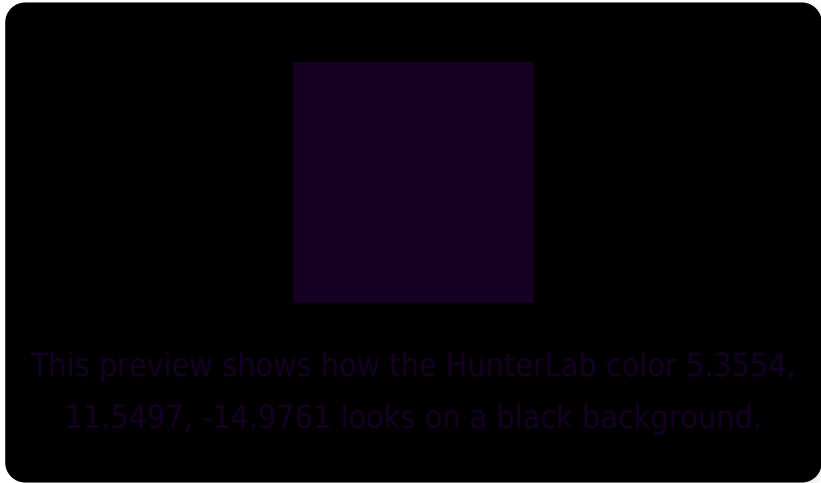 This preview shows how the HunterLab color 5.3554,
11.5497, -14.9761 looks on a black background.